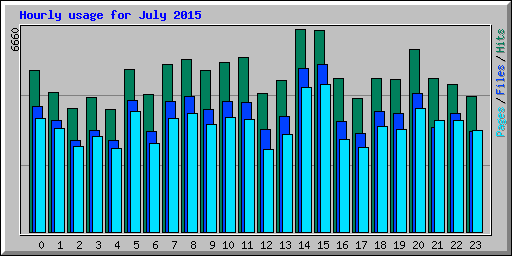 Hourly usage for July 2015
6660
Pages / Files / Hits
0 1 2 3 4 5 6 7 8 9 10 11 12 13 14 15 16 17 18 19 20 21 22 23